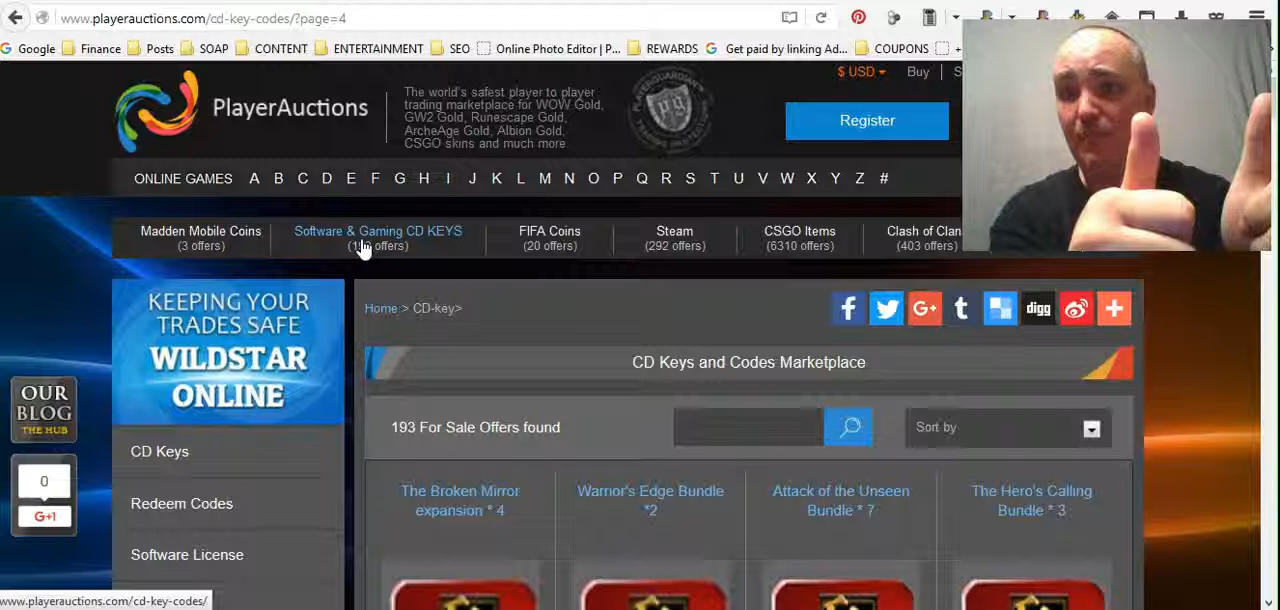 www.playerauctions.com/cd-key-codes/?page=4
Google Finance Posts SOAP CONTENT ENTERTAINMENT SEO Online Photo Editor | P... REWARDS Get paid by linking Ad... COUPONS
PlayerAuctions
The world's safest player to player
trading marketplace for WOW Gold,
GW2 Gold, Runescape Gold,
ArcheAge Gold, Albion Gold,
CSGO skins and much more
pg
$ USD
Buy
Register
ONLINE GAMES A B C D E F G H I J K L M N O P Q R S T U V W X Y Z #
Madden Mobile Coins
(3 offers)
Software & Gaming CD KEYS
offers)
FIFA Coins
(20 offers)
Steam
(292 offers)
CSGO Items
(6310 offers)
Clash of Clan
(403 offers)
KEEPING YOUR
TRADES SAFE
WILDSTAR
ONLINE
Home > CD-key>
digg
CD Keys and Codes Marketplace
OUR
BLOG
THE HUB
193 For Sale Offers found
Sort by
CD Keys
0
G+1
Redeem Codes
Software License
The Broken Mirror
expansion * 4
Warrior's Edge Bundle
*2
Attack of the Unseen
Bundle * 7
The Hero's Calling
Bundle * 3
www.playerauctions.com/cd-key-codes/